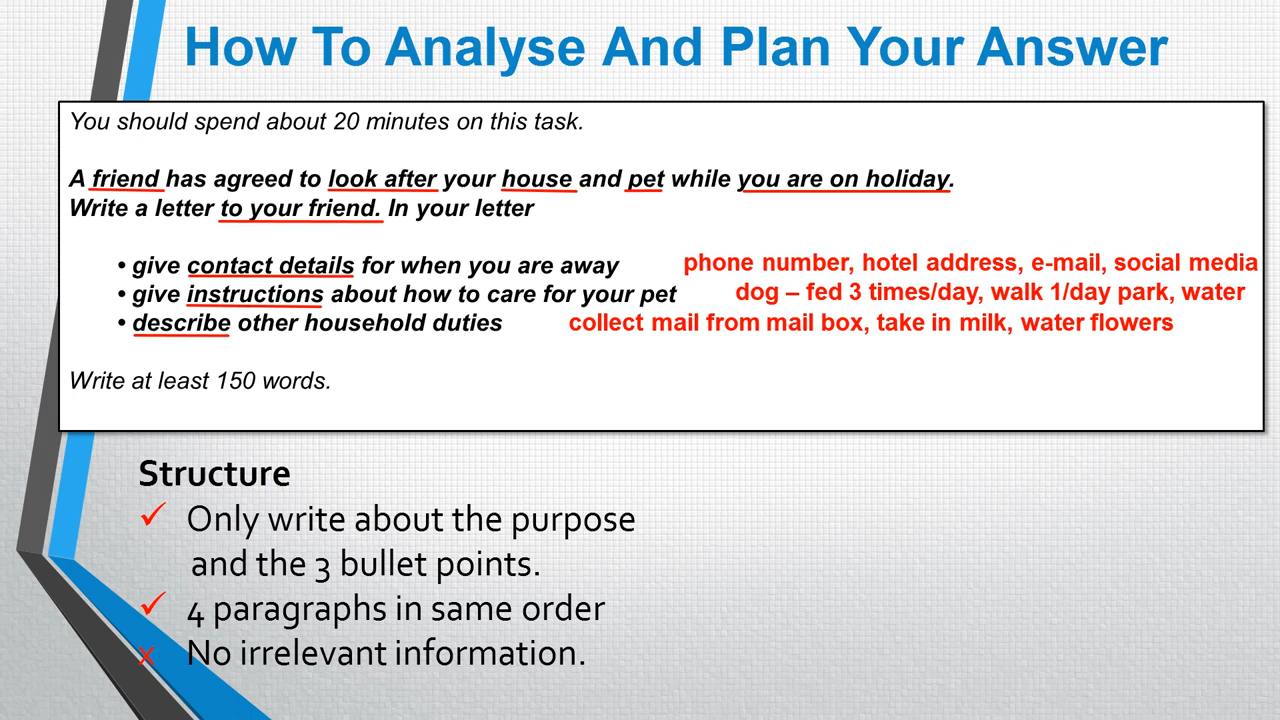 How To Analyse And Plan Your Answer
You should spend about 20 minutes on this task.
A friend has agreed to look after your house and pet while you are on holiday.
Write a letter to your friend. In your letter
• give contact details for when you are away phone number, hotel address, e-mail, social media
• give instructions about how to care for your pet dog – fed 3 times/day, walk 1/day park, water
• describe other household duties collect mail from mail box, take in milk, water flowers
Write at least 150 words.
Structure
✓ Only write about the purpose
and the 3 bullet points.
✓ 4 paragraphs in same order
x No irrelevant information.